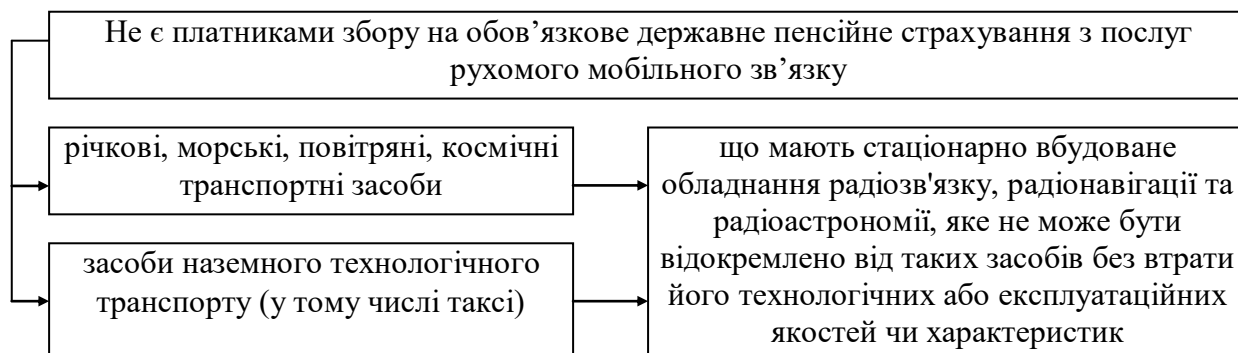 Не є платниками збору на обов’язкове державне пенсійне страхування з послуг
рухомого мобільного зв’язку
річкові, морські, повітряні, космічні
транспортні засоби
засоби наземного технологічного
транспорту (у тому числі таксі)
що мають стаціонарно вбудоване
обладнання радіозв'язку, радіонавігації та
радіоастрономії, яке не може бути
відокремлено від таких засобів без втрати
його технологічних або експлуатаційних
якостей чи характеристик